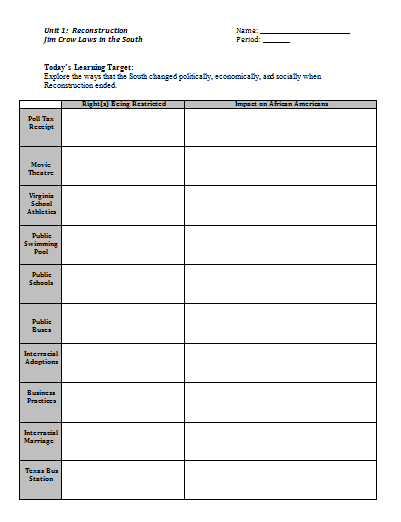 Unit 1: Reconstruction
Name: _______________________
Jim Crow Laws in the South
Period: _______
Today's Learning Target:
Explore the ways that the South changed politically, economically, and socially when
Reconstruction ended.
Right(s) Being Restricted
Impact on African Americans
Poll Tax
Receipt
Movie
Theatre
Virginia
School
Athletics
Public
Swimming
Pool
Public
Schools
Public
Buses
Interracial
Adoptions
Business
Practices
Interracial
Marriage
Texas Bus
Station